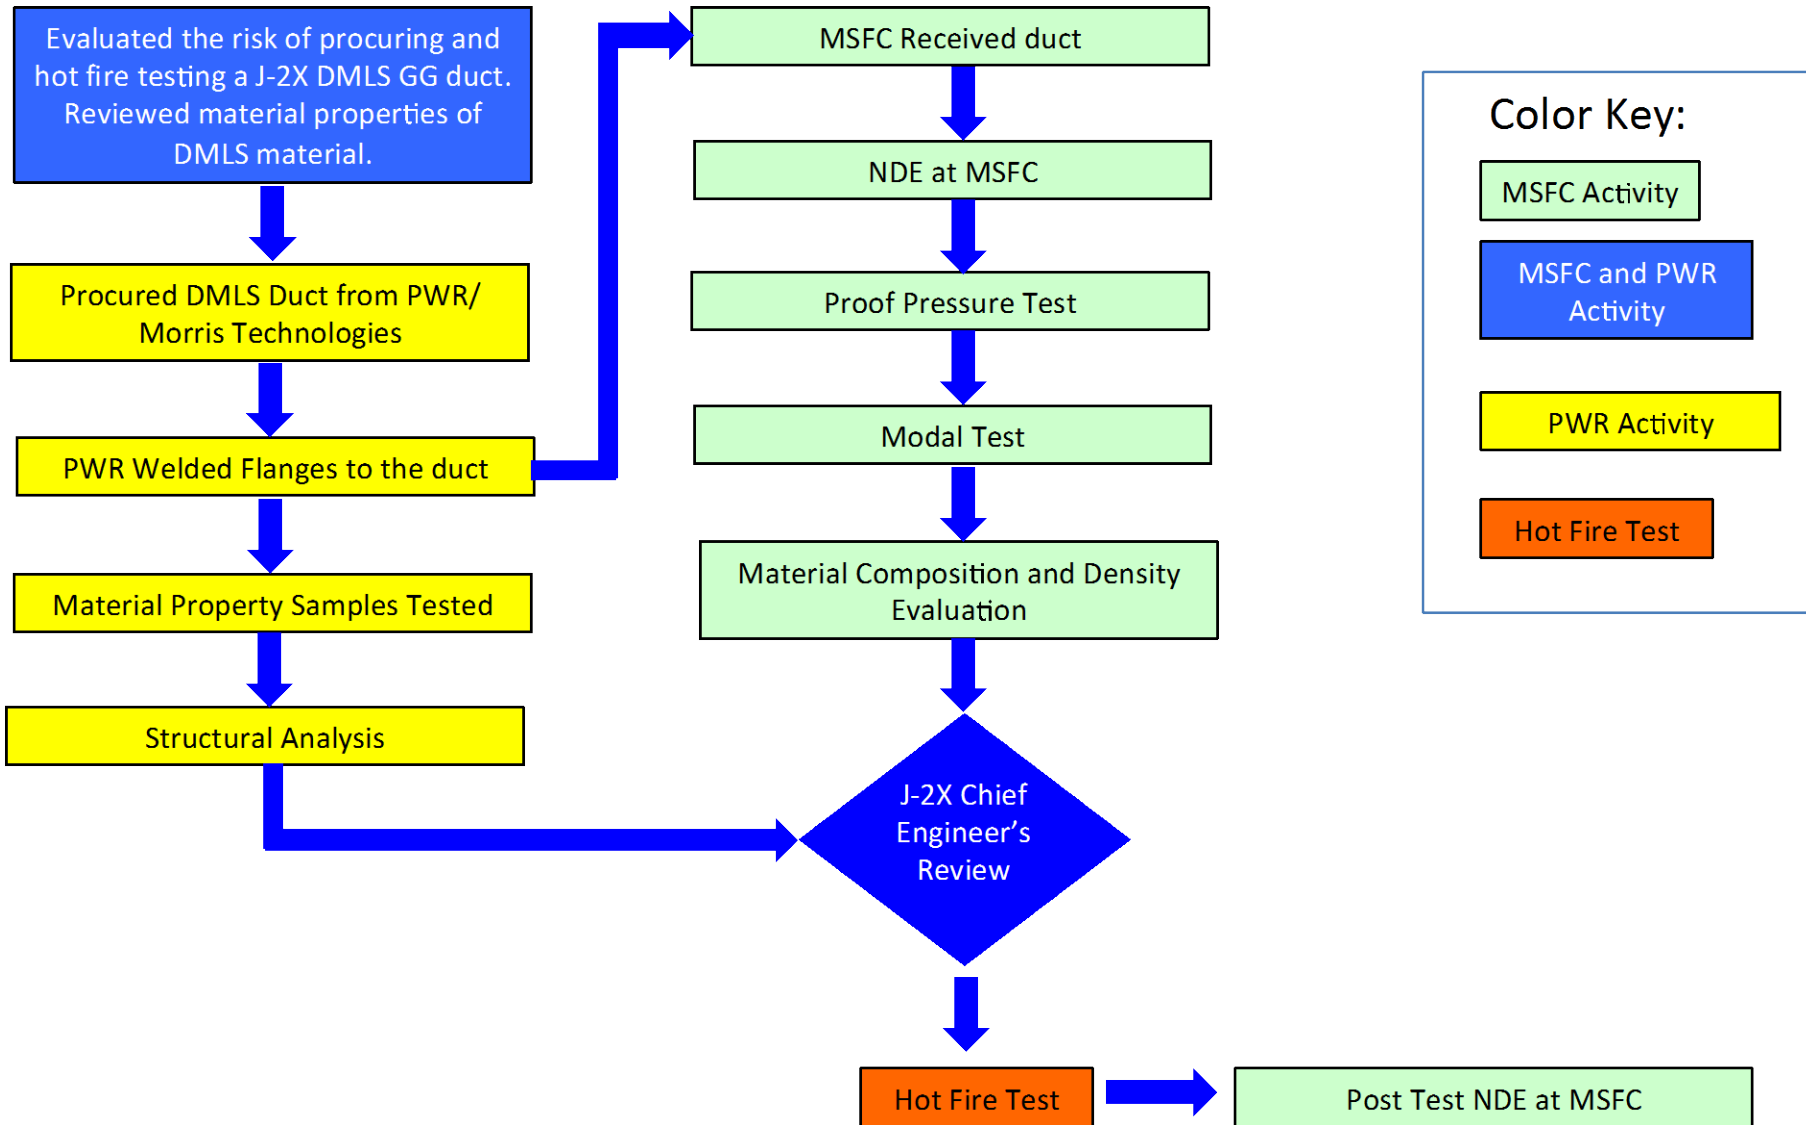 Evaluated the risk of procuring and
hot fire testing a J-2X DMLS GG duct.
Reviewed material properties of
DMLS material.
Procured DMLS Duct from PWR/
Morris Technologies
PWR Welded Flanges to the duct
Material Property Samples Tested
Structural Analysis
MSFC Received duct
NDE at MSFC
Proof Pressure Test
Modal Test
Material Composition and Density
Evaluation
J-2X Chief
Engineer’s
Review
Hot Fire Test
Post Test NDE at MSFC
Color Key:
MSFC Activity
MSFC and PWR
Activity
PWR Activity
Hot Fire Test